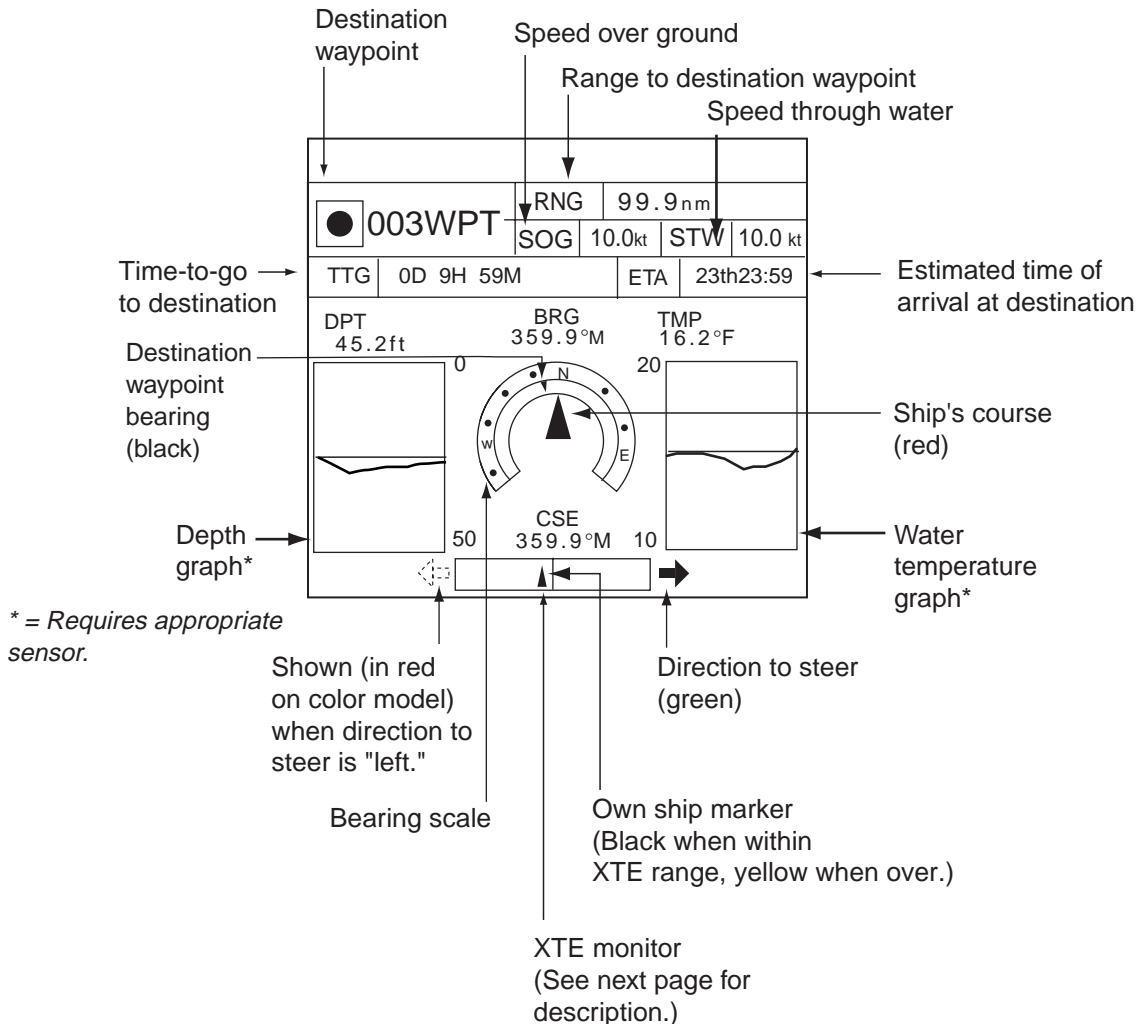 Destination
waypoint
Speed over ground
Range to destination waypoint
Speed through water
RNG 99.9nm
003WPT
SOG 10.0kt STW 10.0 kt
Time-to-go
to destination
TTG 0D 9H 59M ETA 23th23:59
Estimated time of
arrival at destination
DPT
45.2ft
BRG
359.9°M
TMP
16.2°F
Destination
waypoint
bearing
(black)
0
20
N
W
E
Ship's course
(red)
Depth
graph*
50
CSE
359.9°M
10
Water
temperature
graph*
* = Requires appropriate
sensor.
Shown (in red
on color model)
when direction to
steer is "left."
Direction to steer
(green)
Bearing scale
Own ship marker
(Black when within
XTE range, yellow when over.)
XTE monitor
(See next page for
description.)